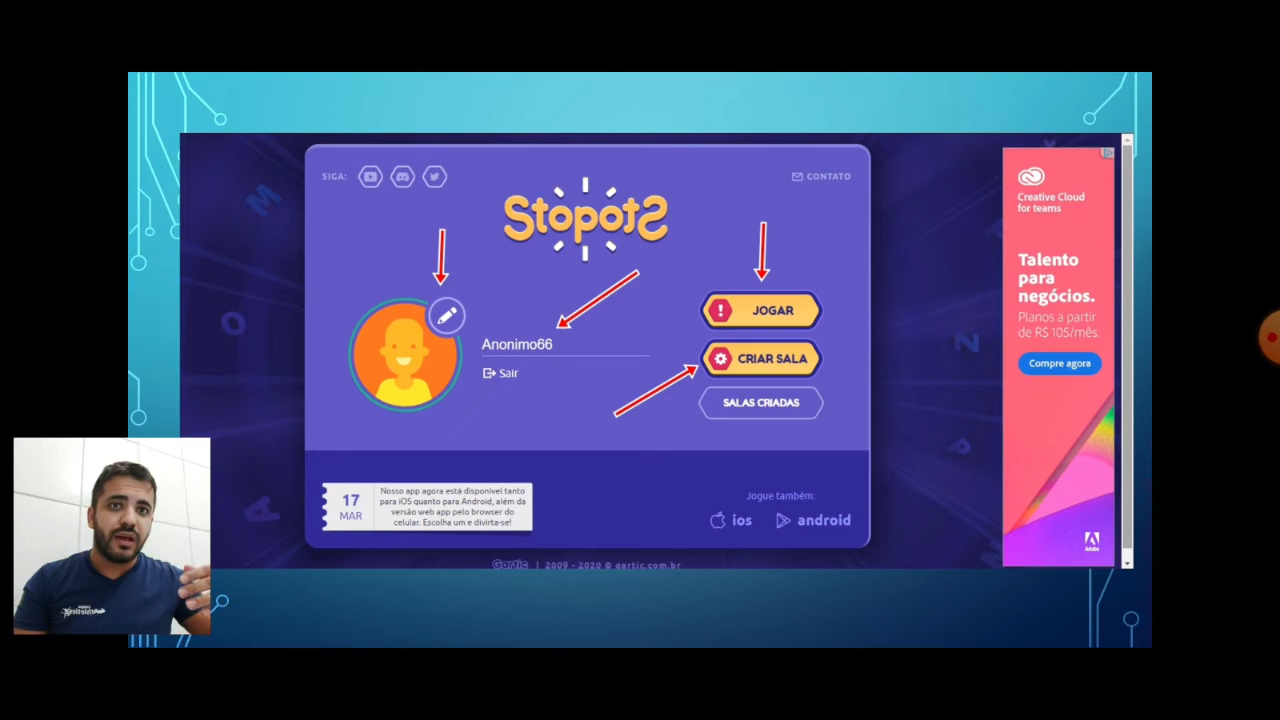 SIGA:
CONTATO
StopotS
JOGAR
Anonimo66
CRIAR SALA
Sair
SALAS CRIADAS
17
MAR
Nosso app agora está disponível tanto
para iOS quanto para Android, além da
versão web app pelo browser do
celular. Escolha um e divirta-se!
Jogue também:
ios
android
Gartic | 2009 - 2020 © gartic.com.br
Creative Cloud
for teams
Talento
para
negócios.
Planos a partir
de R$ 105/mês.
Compre agora
Adobe